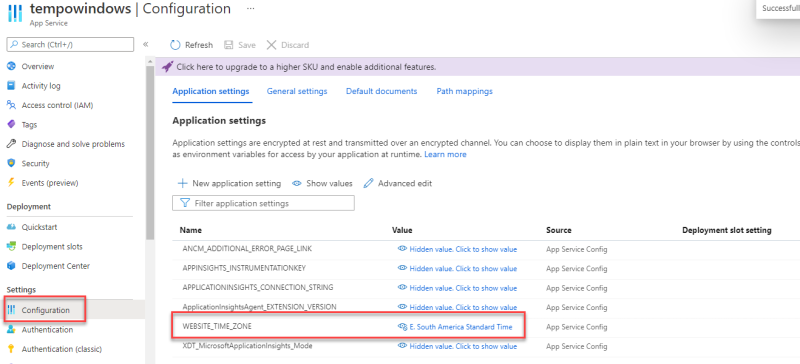 tempowindows | Configuration ...
App Service
Successfull
Search (Ctrl+/)
«
Refresh
Save
Discard
Click here to upgrade to a higher SKU and enable additional features.
Overview
Activity log
Access control (IAM)
Tags
Diagnose and solve problems
Security
Events (preview)
Deployment
Quickstart
Deployment slots
Deployment Center
Settings
Configuration
Authentication
Authentication (classic)
Application settings General settings Default documents Path mappings
Application settings
Application settings are encrypted at rest and transmitted over an encrypted channel. You can choose to display them in plain text in your browser by using the controls
as environment variables for access by your application at runtime. Learn more
New application setting Show values Advanced edit
Filter application settings
Name Value Source Deployment slot setting
ANCM_ADDITIONAL_ERROR_PAGE_LINK Hidden value. Click to show value App Service Config
APPINSIGHTS_INSTRUMENTATIONKEY Hidden value. Click to show value App Service Config
APPLICATIONINSIGHTS_CONNECTION_STRING Hidden value. Click to show value App Service Config
ApplicationInsightsAgent_EXTENSION_VERSION Hidden value. Click to show value App Service Config
WEBSITE_TIME_ZONE E. South America Standard Time App Service Config
XDT_MicrosoftApplicationInsights_Mode Hidden value. Click to show value App Service Config